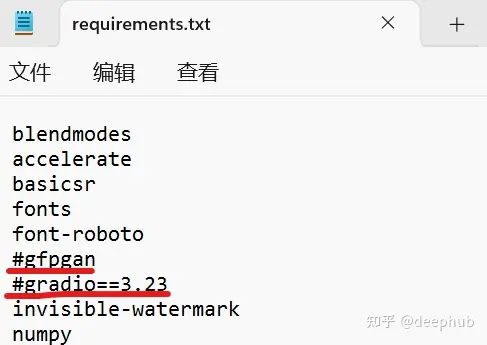 requirements.txt
文件 编辑 查看
blendmodes
accelerate
basicsr
fonts
font-roboto
#gfpgan
#gradio==3.23
invisible-watermark
numpy
知乎 @deephub